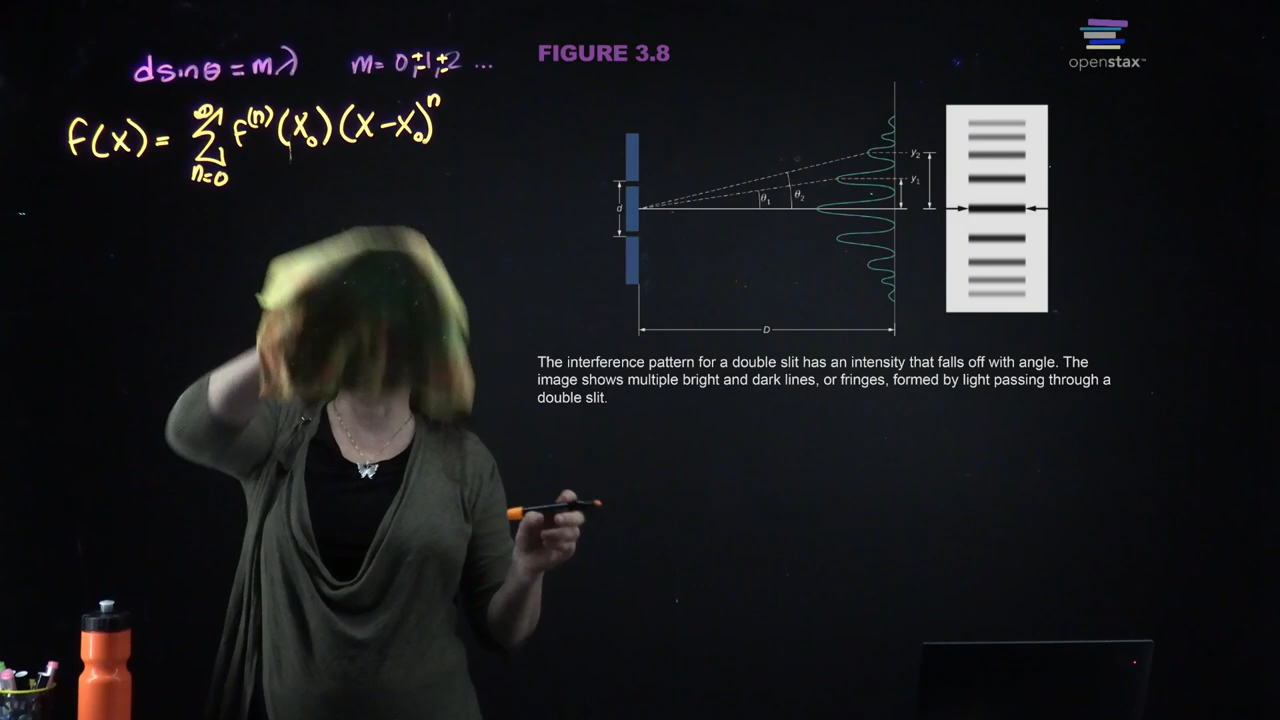 dsinθ = mλ   m = 0, ±1, ±2 ...
f(x) = ∑_{n=0}^{∞} f^{(n)}(x₀)(x-x₀)^n
FIGURE 3.8
openstax™
d
θ₁
θ₂
y₂
y₁
D
The interference pattern for a double slit has an intensity that falls off with angle. The
image shows multiple bright and dark lines, or fringes, formed by light passing through a
double slit.